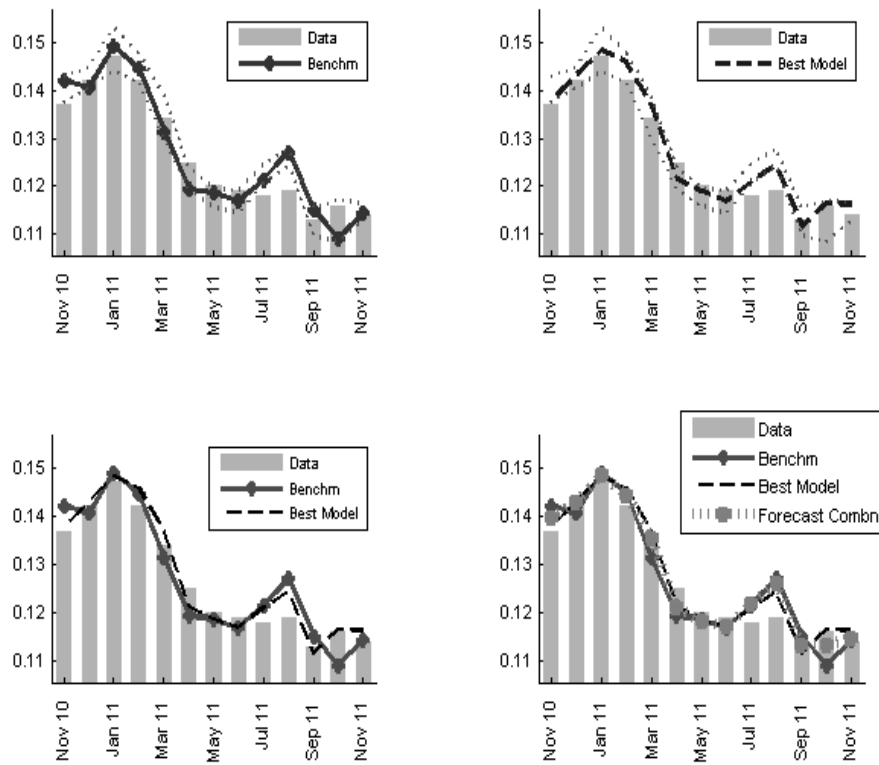 0.15
0.14
0.13
0.12
0.11
Data
Benchm
Nov 10
Jan 11
Mar 11
May 11
Jul 11
Sep 11
Nov 11
0.15
0.14
0.13
0.12
0.11
Data
Best Model
Nov 10
Jan 11
Mar 11
May 11
Jul 11
Sep 11
Nov 11
0.15
0.14
0.13
0.12
0.11
Data
Benchm
Best Model
Nov 10
Jan 11
Mar 11
May 11
Jul 11
Sep 11
Nov 11
0.15
0.14
0.13
0.12
0.11
Data
Benchm
Best Model
Forecast Combn
Nov 10
Jan 11
Mar 11
May 11
Jul 11
Sep 11
Nov 11